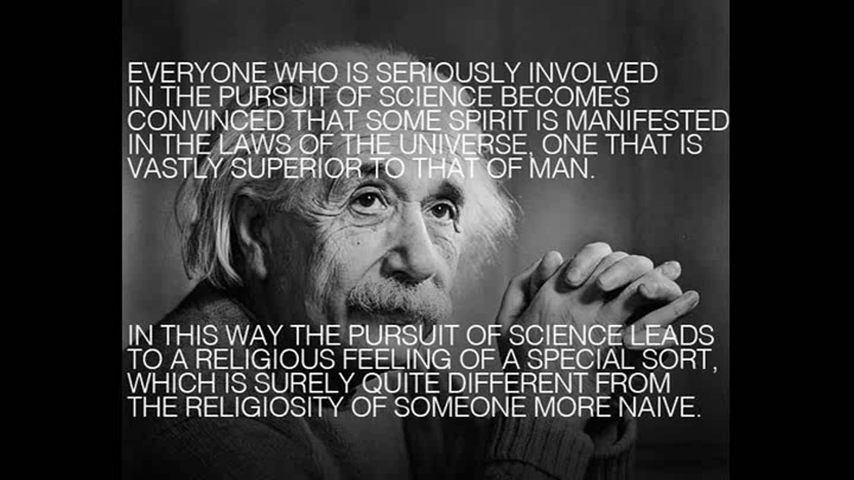 EVERYONE WHO IS SERIOUSLY INVOLVED
IN THE PURSUIT OF SCIENCE BECOMES
CONVINCED THAT SOME SPIRIT IS MANIFESTED
IN THE LAWS OF THE UNIVERSE, ONE THAT IS
VASTLY SUPERIOR TO THAT OF MAN.
IN THIS WAY THE PURSUIT OF SCIENCE LEADS
TO A RELIGIOUS FEELING OF A SPECIAL SORT,
WHICH IS SURELY QUITE DIFFERENT FROM
THE RELIGIOSITY OF SOMEONE MORE NAIVE.